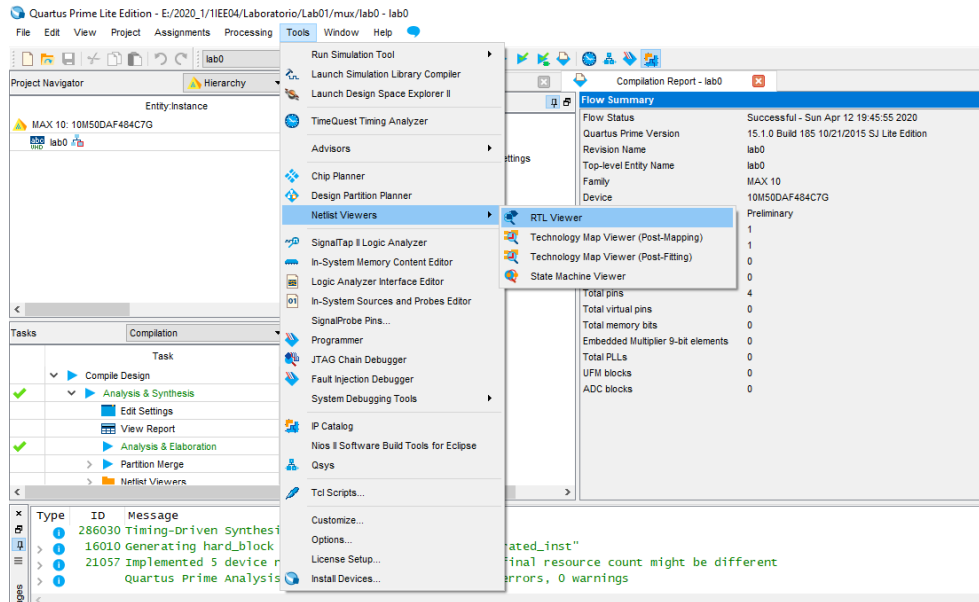 Quartus Prime Lite Edition - E:/2020_1/1IEE04/Laboratorio/Lab01/mux/lab0 - lab0
File Edit View Project Assignments Processing Tools Window Help
lab0
Project Navigator Hierarchy
Entity:Instance
MAX 10: 10M50DAF484C7G
lab0
Run Simulation Tool
Launch Simulation Library Compiler
Launch Design Space Explorer II
TimeQuest Timing Analyzer
Advisors
Chip Planner
Design Partition Planner
Netlist Viewers
SignalTap II Logic Analyzer
In-System Memory Content Editor
Logic Analyzer Interface Editor
In-System Sources and Probes Editor
SignalProbe Pins...
Programmer
JTAG Chain Debugger
Fault Injection Debugger
System Debugging Tools
IP Catalog
Nios II Software Build Tools for Eclipse
Qsys
Tcl Scripts...
Customize...
Options...
License Setup...
Install Devices...
RTL Viewer
Technology Map Viewer (Post-Mapping)
Technology Map Viewer (Post-Fitting)
State Machine Viewer
ettings
Compilation Report - lab0
Flow Summary
Flow Status Successful - Sun Apr 12 19:45:55 2020
Quartus Prime Version 15.1.0 Build 185 10/21/2015 SJ Lite Edition
Revision Name lab0
Top-level Entity Name lab0
Family MAX 10
Device 10M50DAF484C7G
Preliminary
1
1
0
0
Total pins 4
Total virtual pins 0
Total memory bits 0
Embedded Multiplier 9-bit elements 0
Total PLLs 0
UFM blocks 0
ADC blocks 0
Tasks Compilation
Task
Compile Design
Analysis & Synthesis
Edit Settings
View Report
Analysis & Elaboration
Partition Merge
Netlist Viewers
Type ID Message
286030 Timing-Driven Synthesi
16010 Generating hard_block rated_inst"
21057 Implemented 5 device r final resource count might be different
Quartus Prime Analysis errors, 0 warnings